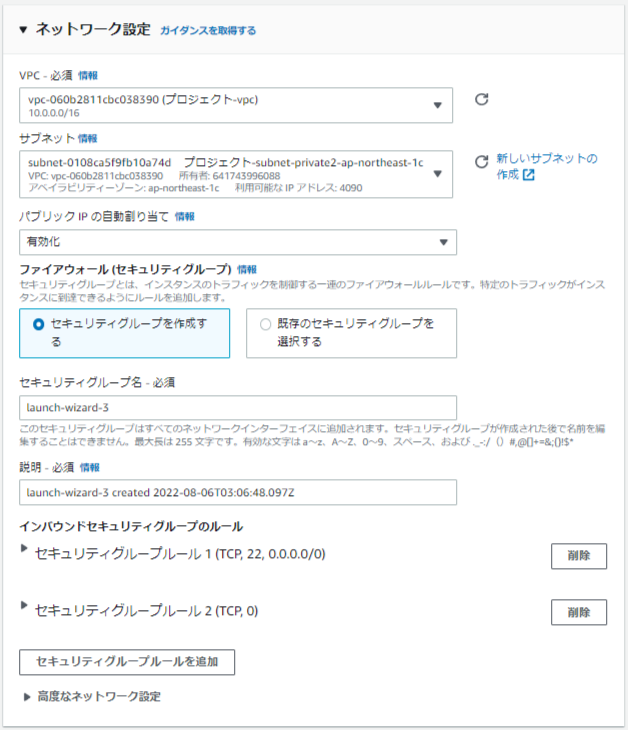 ▼ ネットワーク設定 ガイダンスを取得する
VPC - 必須 情報
vpc-060b2811cbc038390 (プロジェクト-vpc)
10.0.0.0/16
サブネット 情報
subnet-0108ca5f9fb10a74d プロジェクト-subnet-private2-ap-northeast-1c
VPC: vpc-060b2811cbc038390 所有者: 641743996088
アベイラビリティーゾーン: ap-northeast-1c 利用可能な IP アドレス: 4090
新しいサブネットの
作成
パブリック IP の自動割り当て 情報
有効化
ファイアウォール (セキュリティグループ) 情報
セキュリティグループとは、インスタンスのトラフィックを制御する一連のファイアウォールルールです。特定のトラフィックがインス
タンスに到達できるようにルールを追加します。
セキュリティグループを作成す
る
既存のセキュリティグループを
選択する
セキュリティグループ名 - 必須
launch-wizard-3
このセキュリティグループはすべてのネットワークインターフェイスに追加されます。セキュリティグループが作成された後で名前を編
集することはできません。最大長は 255 文字です。有効な文字は a～z、A～Z、0～9、スペース、および ._-:/（）#,@[]+=&;{}!$*
説明 - 必須 情報
launch-wizard-3 created 2022-08-06T03:06:48.097Z
インバウンドセキュリティグループのルール
▶ セキュリティグループルール 1 (TCP, 22, 0.0.0.0/0)
削除
▶ セキュリティグループルール 2 (TCP, 0)
削除
セキュリティグループルールを追加
▶ 高度なネットワーク設定